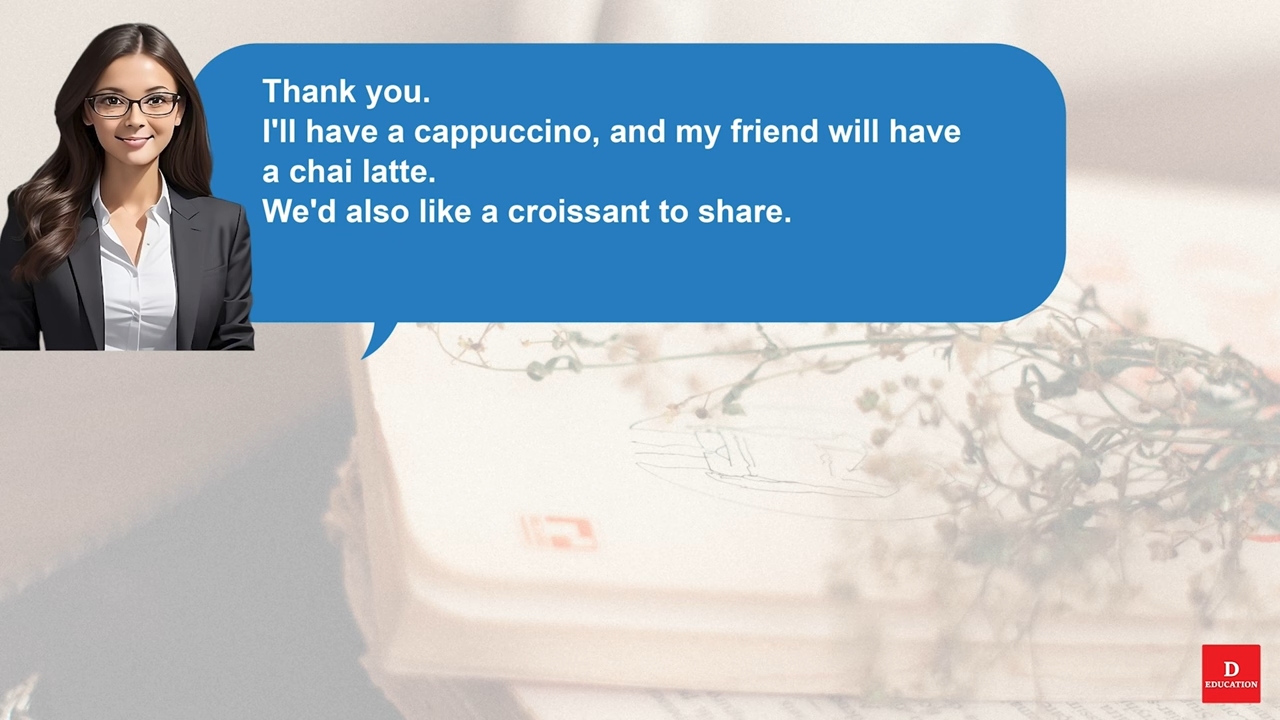 Thank you.
I'll have a cappuccino, and my friend will have
a chai latte.
We'd also like a croissant to share.
D
EDUCATION